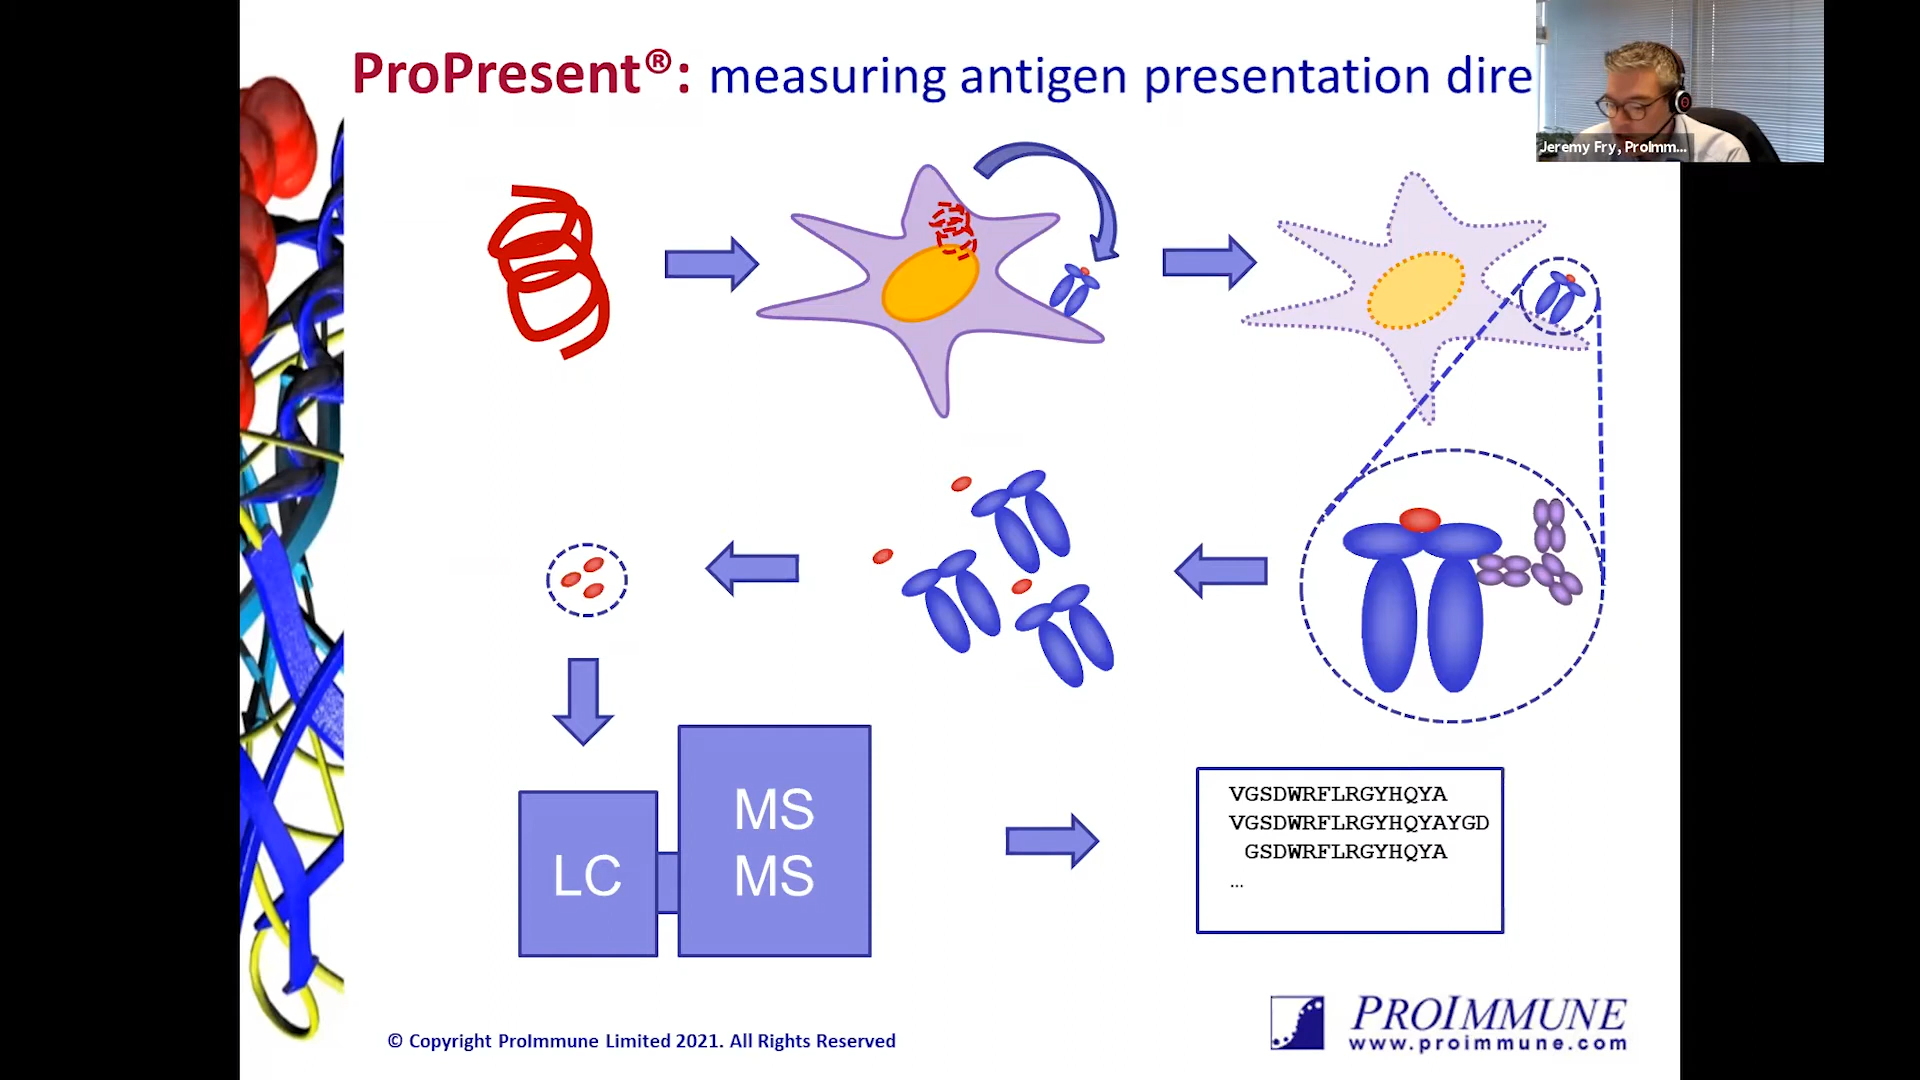 ProPresent®: measuring antigen presentation dire
Jeremy Fry, ProImm...
MS
MS
LC
VGSDWRFLRGYHQYA
VGSDWRFLRGYHQYAYGD
GSDWRFLRGYHQYA
...
© Copyright ProImmune Limited 2021. All Rights Reserved
PROIMMUNE
www.proimmune.com